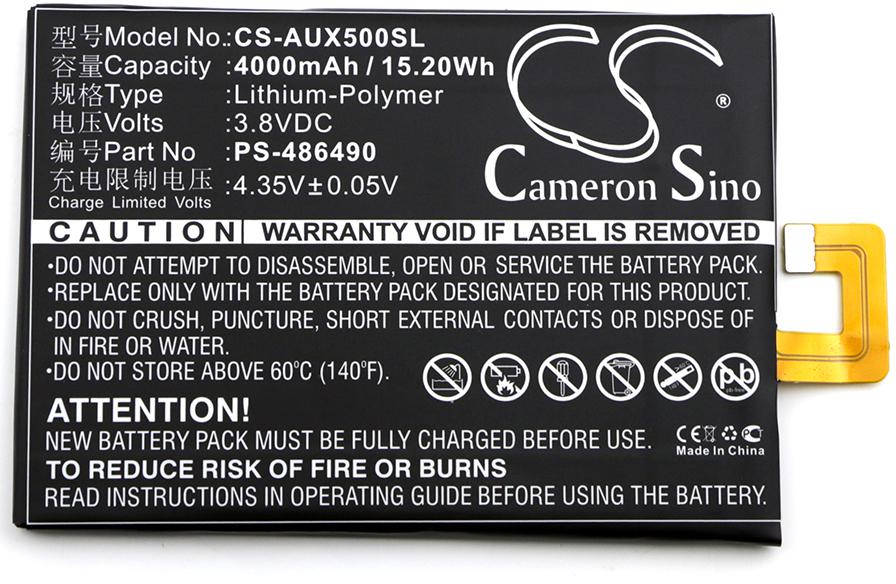 型号Model No.:CS-AUX500SL
容量Capacity :4000mAh / 15.20Wh
规格Type :Lithium-Polymer
电压Volts :3.8VDC
编号Part No :PS-486490
充电限制电压:4.35V±0.05V
Charge Limited Volts
CS®
Cameron Sino
CAUTION WARRANTY VOID IF LABEL IS REMOVED
•DO NOT ATTEMPT TO DISASSEMBLE, OPEN OR SERVICE THE BATTERY PACK.
•REPLACE ONLY WITH THE BATTERY PACK DESIGNATED FOR THIS PRODUCT.
•DO NOT CRUSH, PUNCTURE, SHORT EXTERNAL CONTACTS OR DISPOSE OF
IN FIRE OR WATER.
•DO NOT STORE ABOVE 60°C (140°F).
pb
ATTENTION!
NEW BATTERY PACK MUST BE FULLY CHARGED BEFORE FIRST USE.
CE
Made In China
TO REDUCE RISK OF FIRE OR BURNS
READ INSTRUCTIONS IN OPERATING GUIDE.